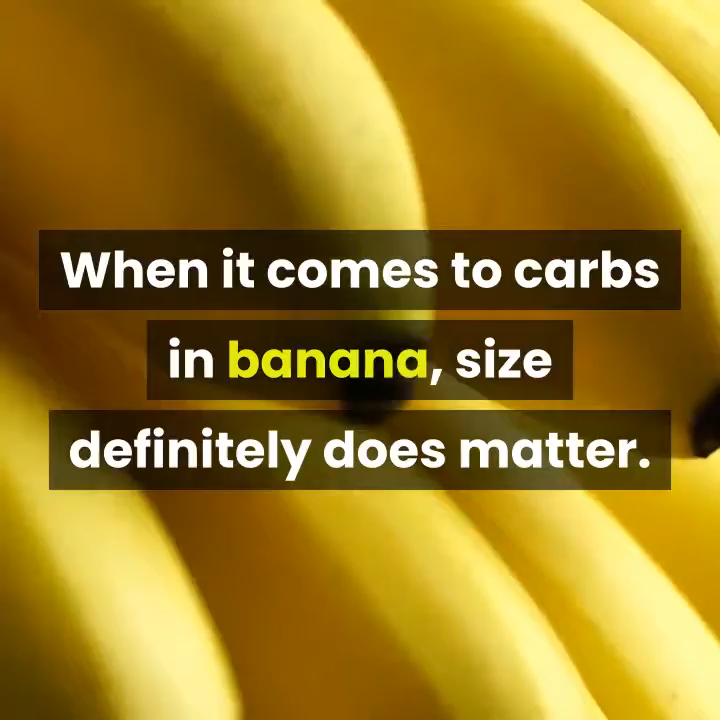 When it comes to carbs
in banana, size
definitely does matter.